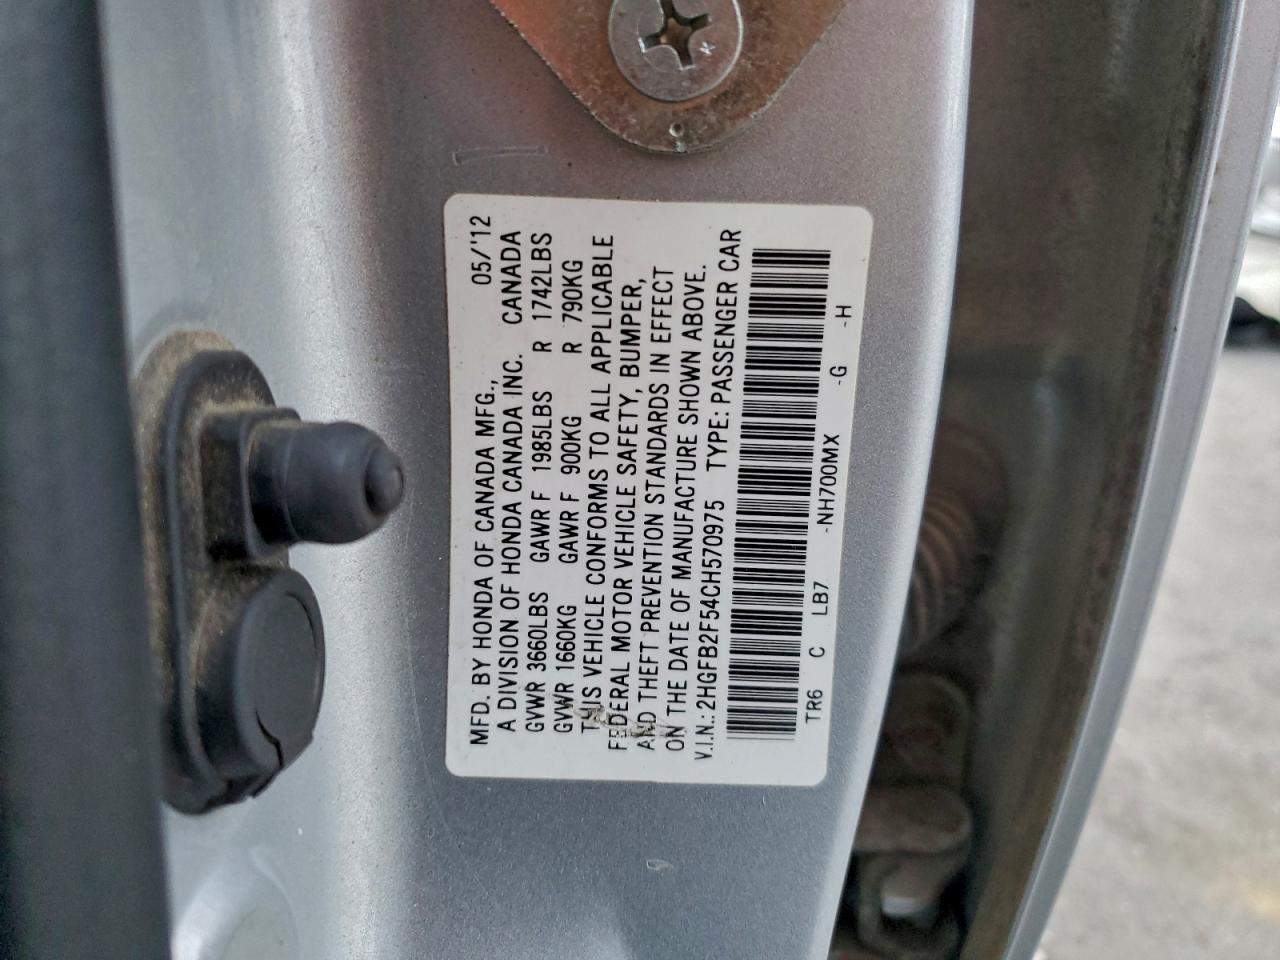 MFD. BY HONDA OF CANADA MFG., 05/'12
A DIVISION OF HONDA CANADA INC. CANADA
GVWR 3660LBS GAWR F 1985LBS R 1742LBS
GVWR 1660KG GAWR F 900KG R 790KG
THIS VEHICLE CONFORMS TO ALL APPLICABLE
FEDERAL MOTOR VEHICLE SAFETY, BUMPER,
AND THEFT PREVENTION STANDARDS IN EFFECT
ON THE DATE OF MANUFACTURE SHOWN ABOVE.
V.I.N.: 2HGFB2F54CH570975 TYPE: PASSENGER CAR
TR6 C LB7 -NH700MX -G -H